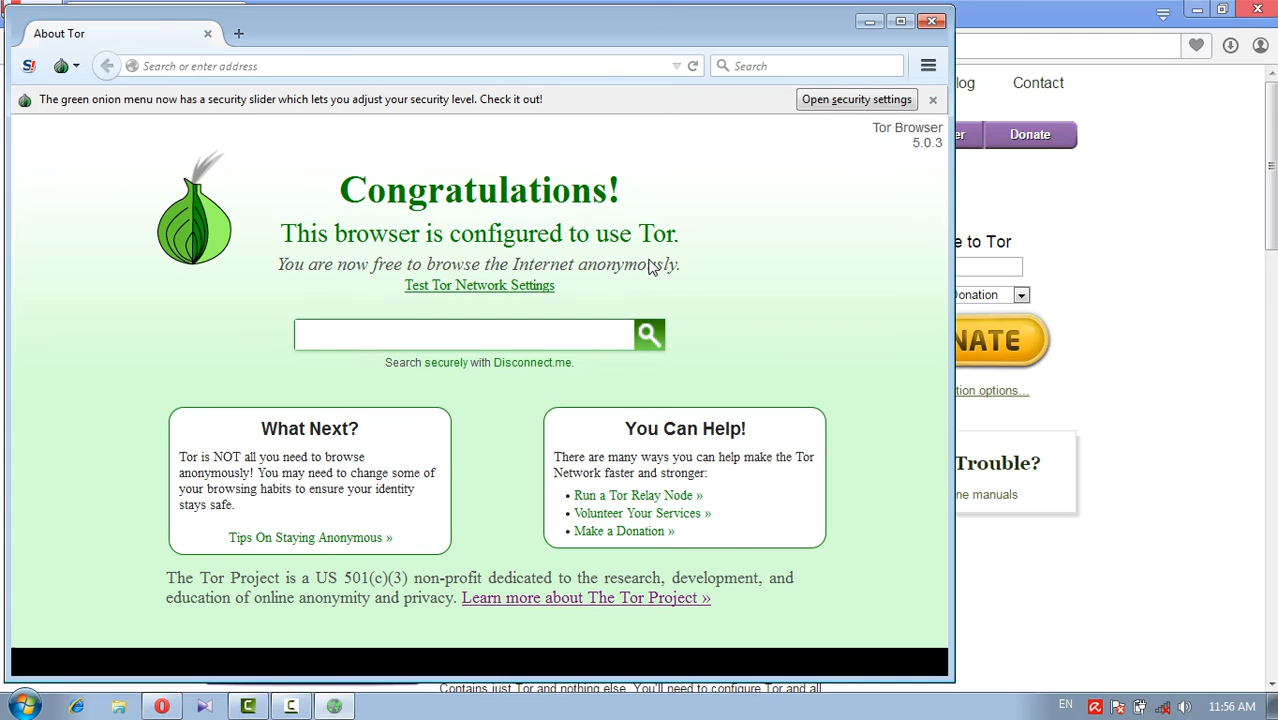 About Tor
Search or enter address
Search
The green onion menu now has a security slider which lets you adjust your security level. Check it out!
Open security settings
Tor Browser
5.0.3
Congratulations!
This browser is configured to use Tor.
You are now free to browse the Internet anonymously.
Test Tor Network Settings
Search securely with Disconnect.me.
What Next?
Tor is NOT all you need to browse
anonymously! You may need to change some of
your browsing habits to ensure your identity
stays safe.
Tips On Staying Anonymous »
You Can Help!
There are many ways you can help make the Tor
Network faster and stronger:
• Run a Tor Relay Node »
• Volunteer Your Services »
• Make a Donation »
The Tor Project is a US 501(c)(3) non-profit dedicated to the research, development, and
education of online anonymity and privacy. Learn more about The Tor Project »
log
Contact
er
Donate
e to Tor
Donation
NATE
tion options...
Trouble?
ne manuals
Contains just Tor and nothing else. You'll need to configure Tor and all
EN
11:56 AM